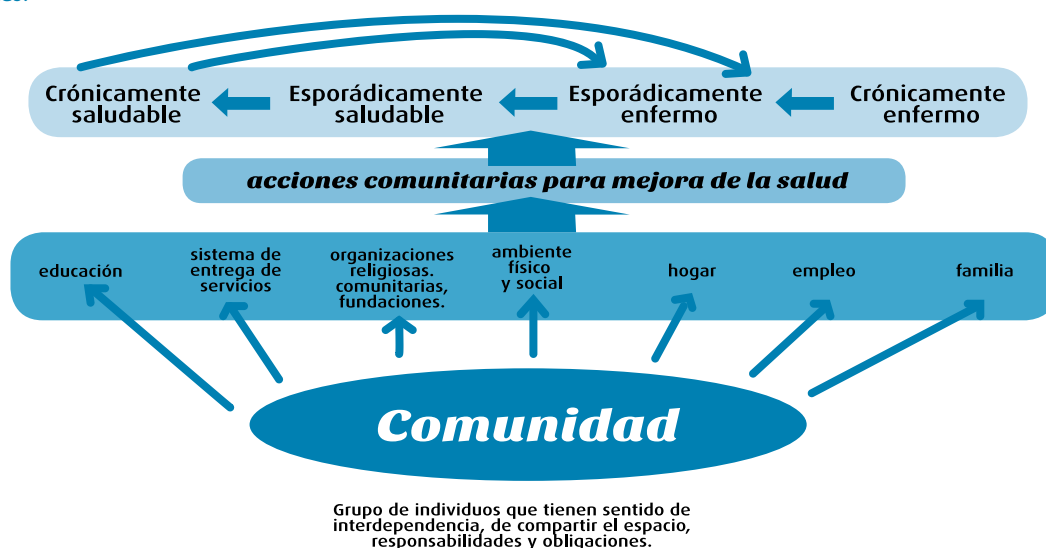 Crónicamente
saludable
Esporádicamente
saludable
Esporádicamente
enfermo
Crónicamente
enfermo
acciones comunitarias para mejora de la salud
educación
sistema de
entrega de
servicios
organizaciones
religiosas.
comunitarias,
fundaciones.
ambiente
físico
y social
hogar
empleo
familia
Comunidad
Grupo de individuos que tienen sentido de
interdependencia, de compartir el espacio,
responsabilidades y obligaciones.